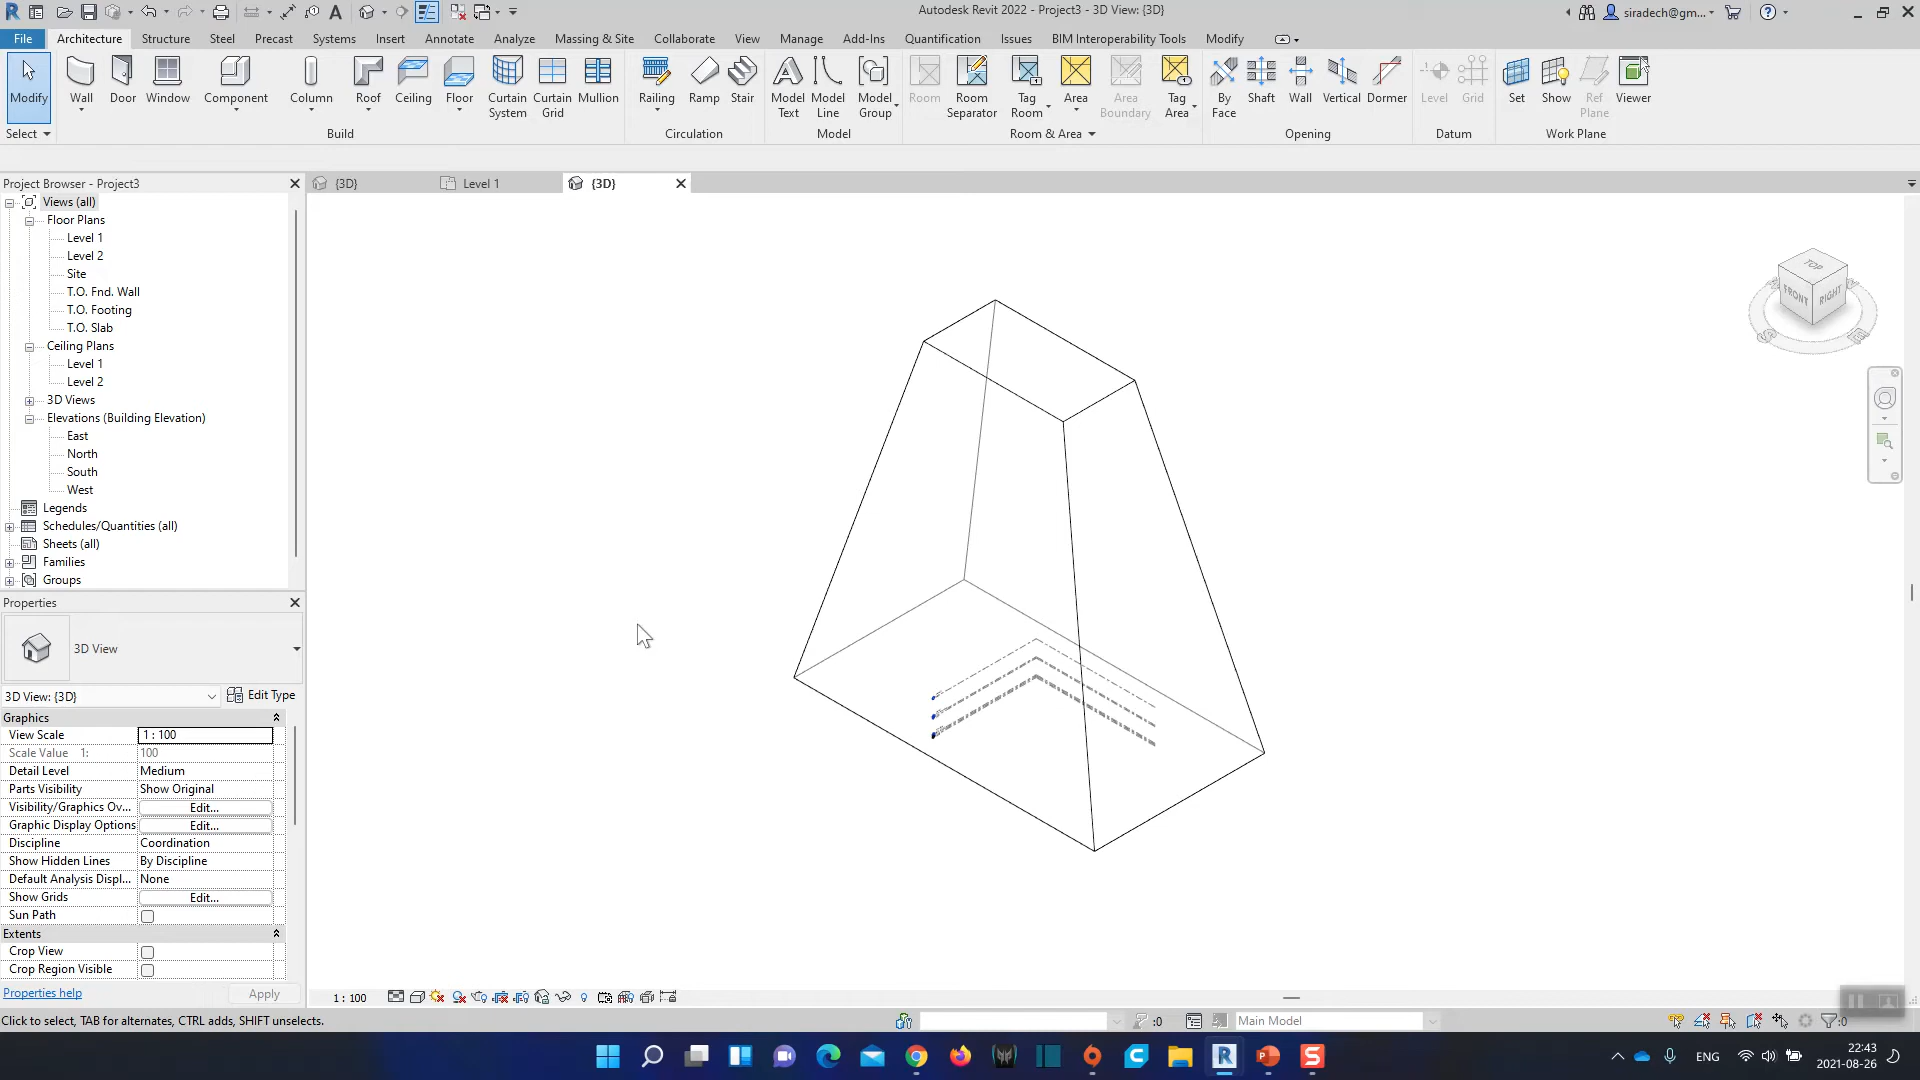 Autodesk Revit 2022 - Project3 - 3D View: {3D}
siradech@gm...
File Architecture Structure Steel Precast Systems Insert Annotate Analyze Massing & Site Collaborate View Manage Add-Ins Quantification Issues BIM Interoperability Tools Modify
Modify Wall Door Window Component Column Roof Ceiling Floor Curtain System Curtain Grid Mullion Railing Ramp Stair Model Text Model Line Model Group Room Room Separator Tag Room Area Area Boundary Tag Area By Face Shaft Wall Vertical Dormer Level Grid Set Show Ref Plane Viewer
Select Build Circulation Model Room & Area Opening Datum Work Plane
Project Browser - Project3
{3D} Level 1 {3D}
Views (all)
Floor Plans
Level 1
Level 2
Site
T.O. Fnd. Wall
T.O. Footing
T.O. Slab
Ceiling Plans
Level 1
Level 2
3D Views
Elevations (Building Elevation)
East
North
South
West
Legends
Schedules/Quantities (all)
Sheets (all)
Families
Groups
TOP
FRONT RIGHT
S E
Properties
3D View
3D View: {3D} Edit Type
Graphics
View Scale 1 : 100
Scale Value 1: 100
Detail Level Medium
Parts Visibility Show Original
Visibility/Graphics Ov... Edit...
Graphic Display Options Edit...
Discipline Coordination
Show Hidden Lines By Discipline
Default Analysis Displ... None
Show Grids Edit...
Sun Path
Extents
Crop View
Crop Region Visible
Properties help Apply
1 : 100
Click to select, TAB for alternates, CTRL adds, SHIFT unselects.
:0
Main Model
:0
ENG
22:43
2021-08-26